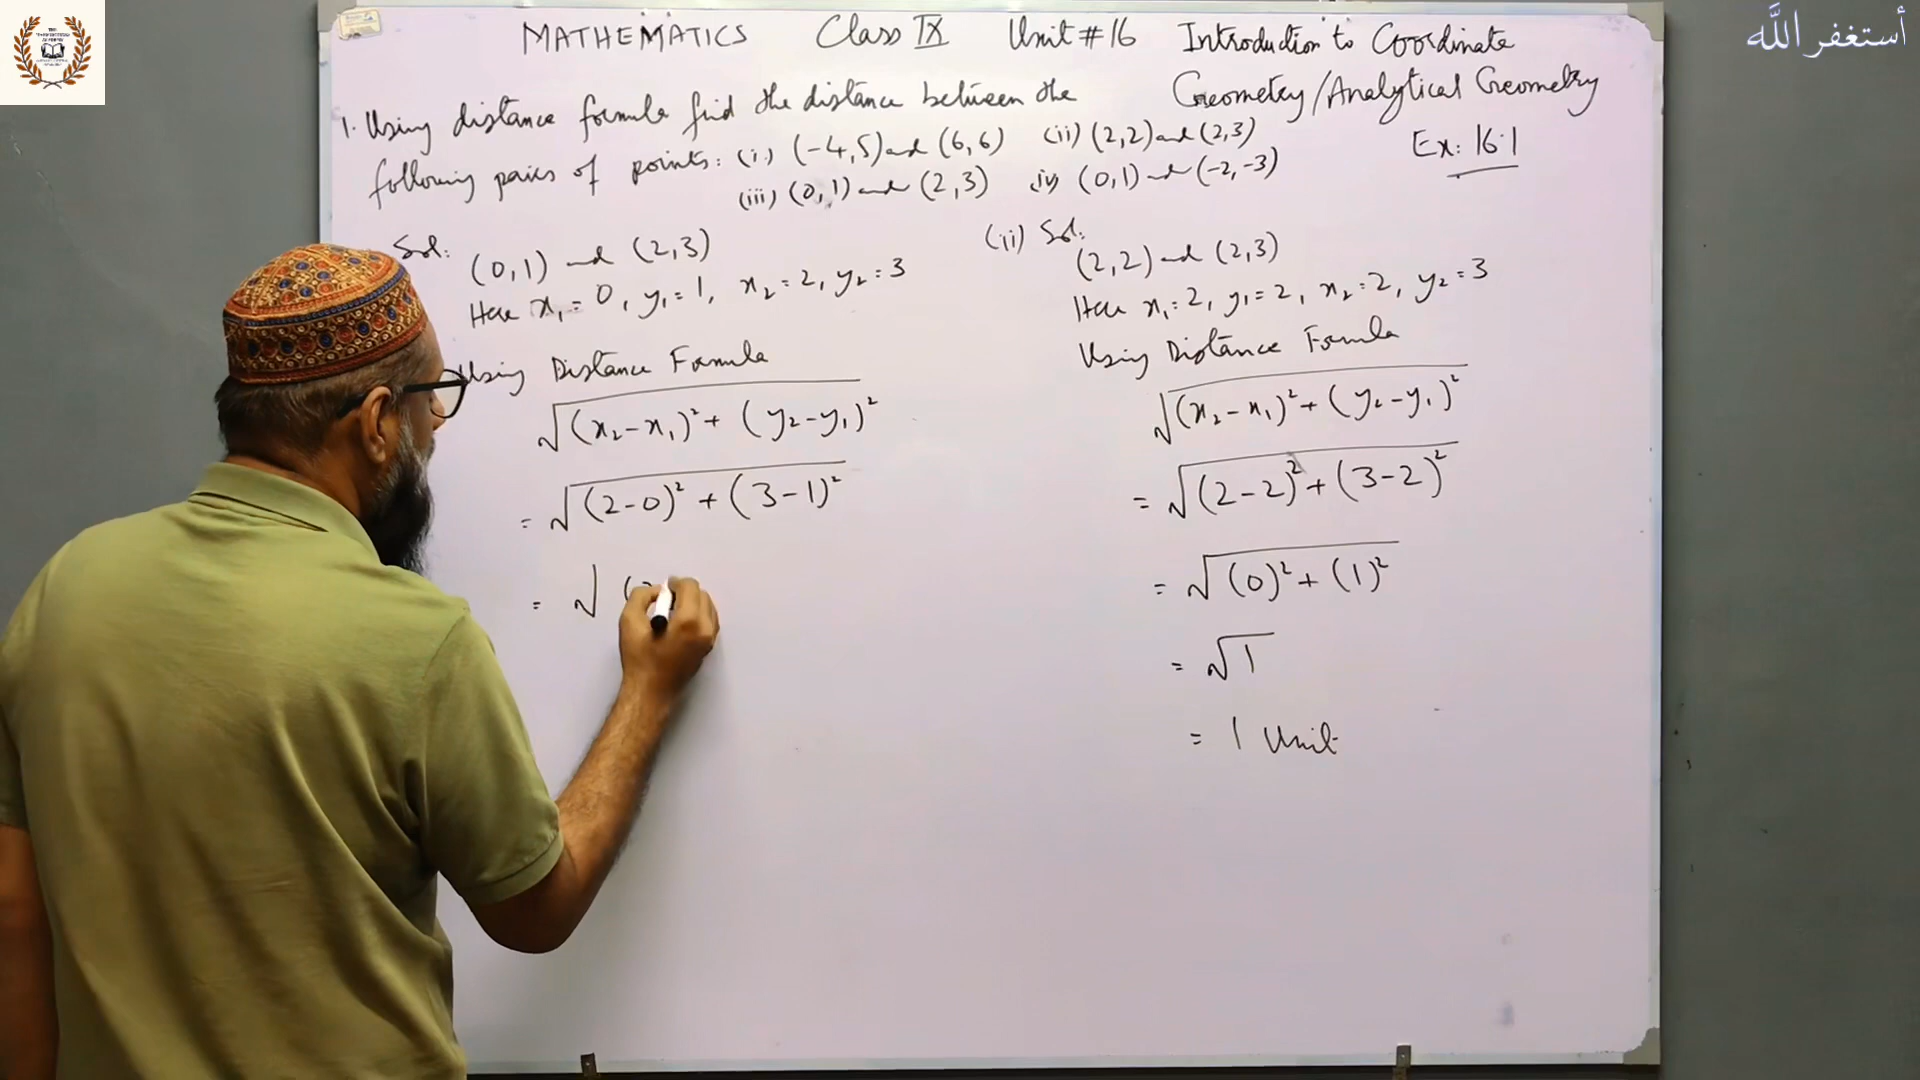 MATHEMATICS Class IX Unit #16 Introduction to Coordinate
Geometry/Analytical Geometry
Ex: 16.1
1. Using distance formula find the distance between the
following pairs of points: (i) (-4,5) and (6,6) (ii) (2,2) and (2,3)
(iii) (0,1) and (2,3) iv) (0,1) and (-2,-3)
Sol:
(0,1) and (2,3)
Here x₁ = 0, y₁ = 1, x₂ = 2, y₂ = 3
Using Distance Formula
√(x₂-x₁)² + (y₂-y₁)²
= √(2-0)² + (3-1)²
= √ (2
(ii) Sol:
(2,2) and (2,3)
Here x₁ = 2, y₁ = 2, x₂ = 2, y₂ = 3
Using Distance Formula
√(x₂-x₁)² + (y₂-y₁)²
= √(2-2)² + (3-2)²
= √(0)² + (1)²
= √1
= 1 Unit
أستغفر الله